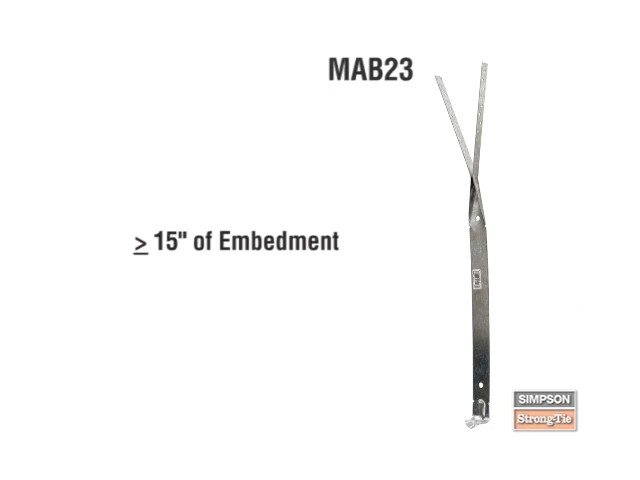 MAB23
≥ 15" of Embedment
SIMPSON
Strong-Tie